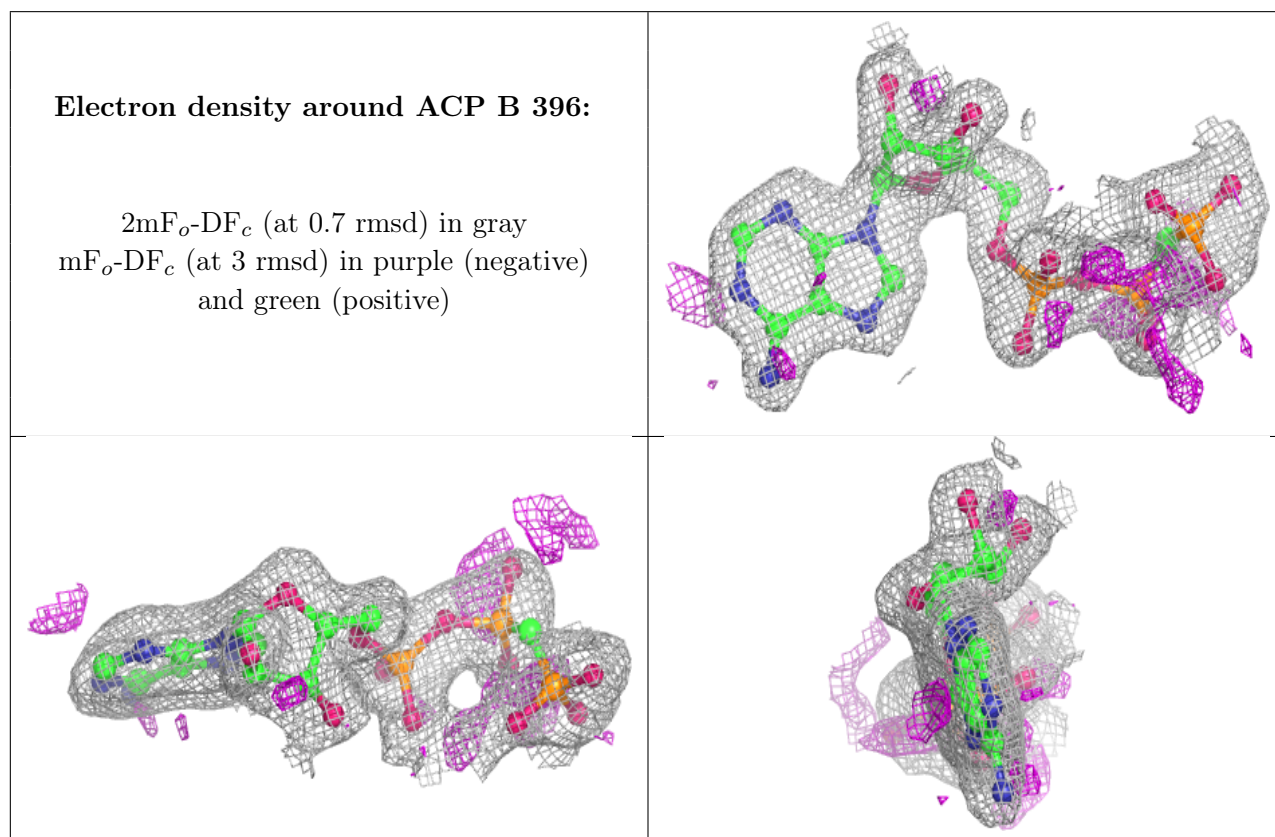 Electron density around ACP B 396:
2mFo-DFc (at 0.7 rmsd) in gray
mFo-DFc (at 3 rmsd) in purple (negative)
and green (positive)